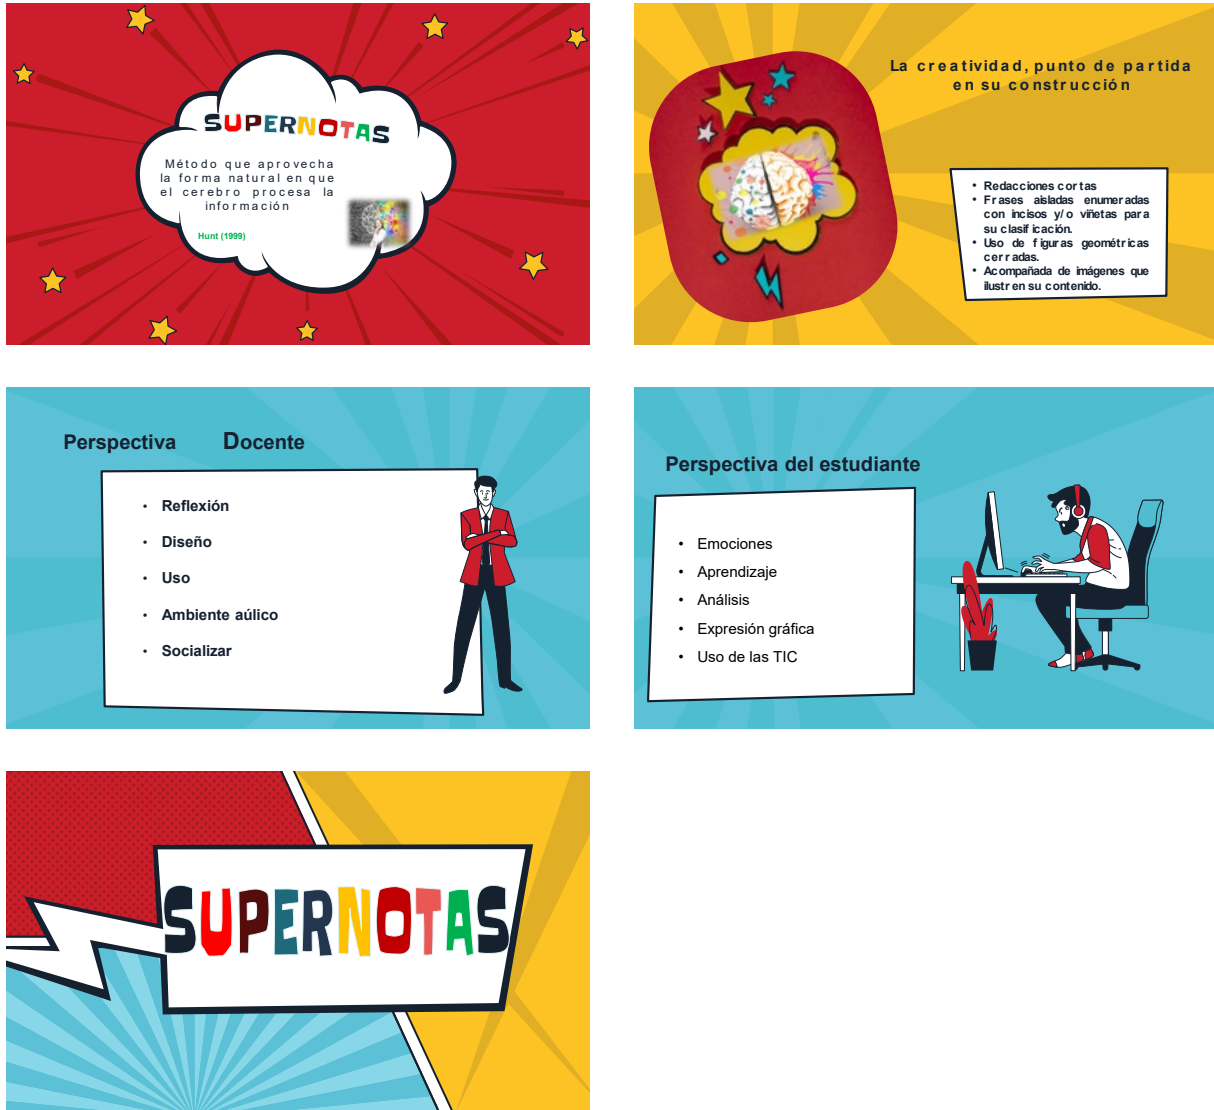 SUPERNOTAS
Método que aprovecha
la forma natural en que
el cerebro procesa la
información
Hunt (1999)
La creatividad, punto de partida
en su construcción
• Redacciones cortas
• Frases aisladas enumeradas
con incisos y/o viñetas para
su clasificación.
• Uso de figuras geométricas
cerradas.
• Acompañada de imágenes que
ilustren su contenido.
Perspectiva Docente
• Reflexión
• Diseño
• Uso
• Ambiente aúlico
• Socializar
Perspectiva del estudiante
• Emociones
• Aprendizaje
• Análisis
• Expresión gráfica
• Uso de las TIC
SUPERNOTAS